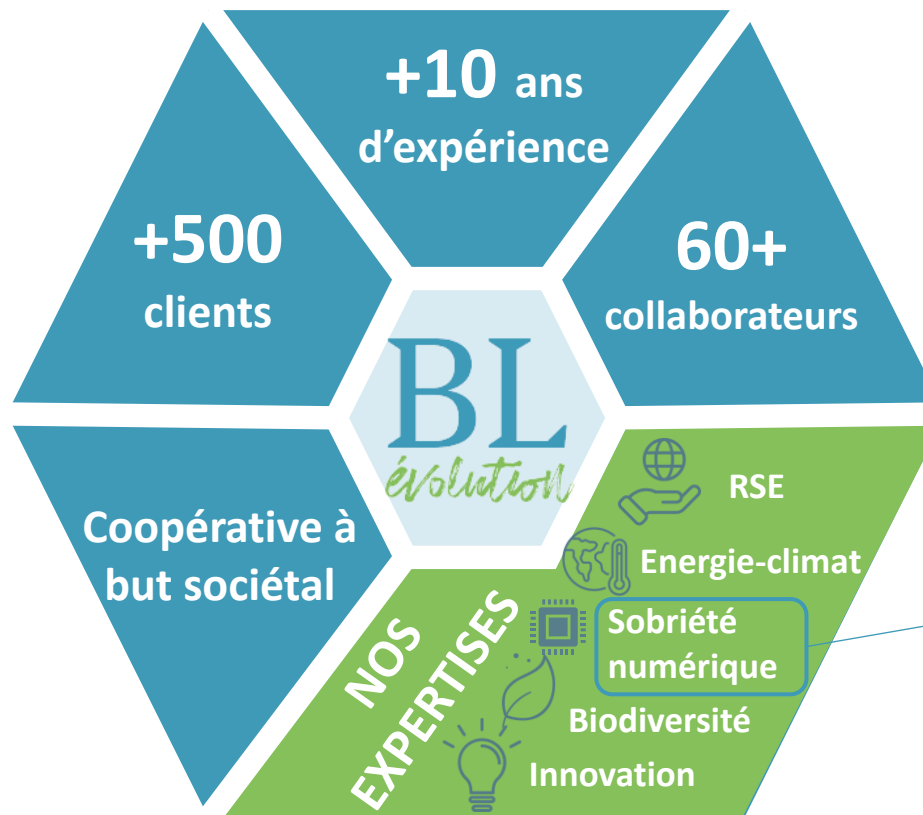 +10 ans
d’expérience
+500
clients
60+
collaborateurs
BL
évolution
Coopérative à
but sociétal
NOS
EXPERTISES
RSE
Energie-climat
Sobriété
numérique
Biodiversité
Innovation